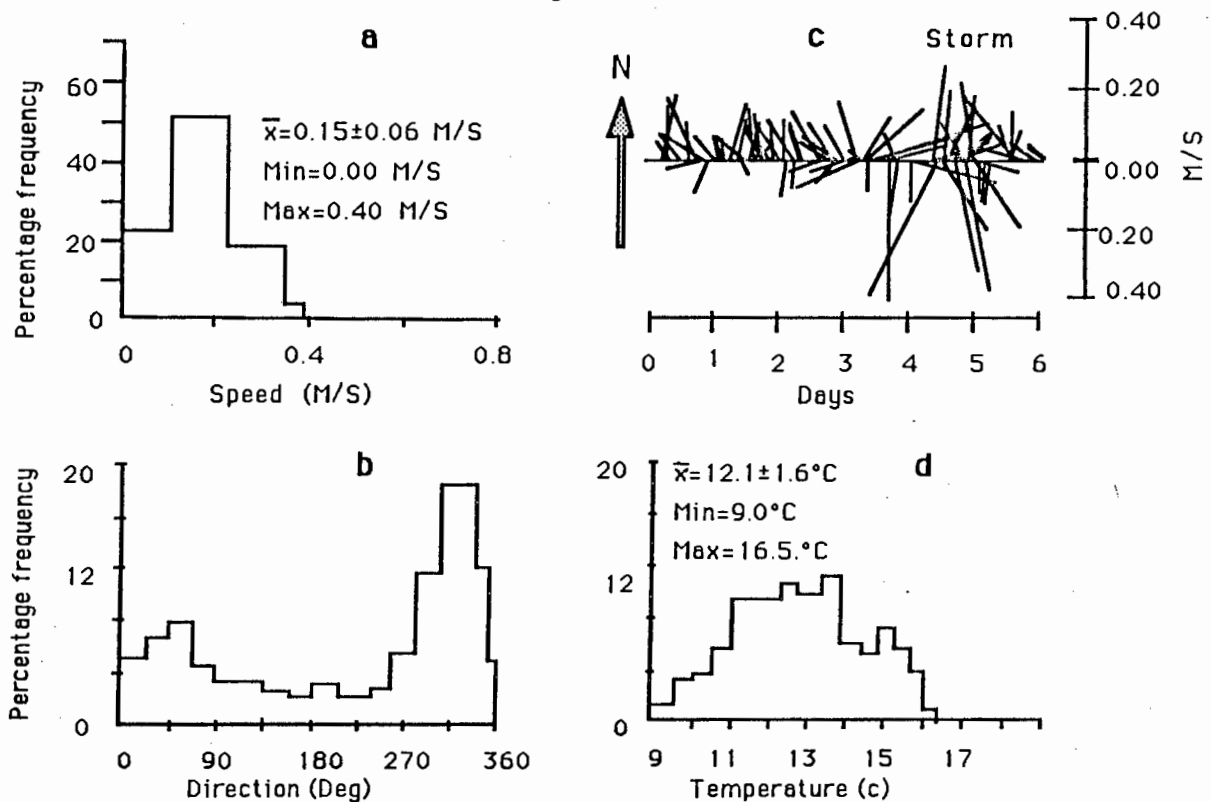 a
Percentage frequency
60
40
20
0
x̄=0.15±0.06 M/S
Min=0.00 M/S
Max=0.40 M/S
0 0.4 0.8
Speed (M/S)
c
Storm
N
0.40
0.20
0.00
0.20
0.40
M/S
0 1 2 3 4 5 6
Days
b
Percentage frequency
20
12
0
0 90 180 270 360
Direction (Deg)
d
20
12
0
x̄=12.1±1.6°C
Min=9.0°C
Max=16.5.°C
9 11 13 15 17
Temperature (c)